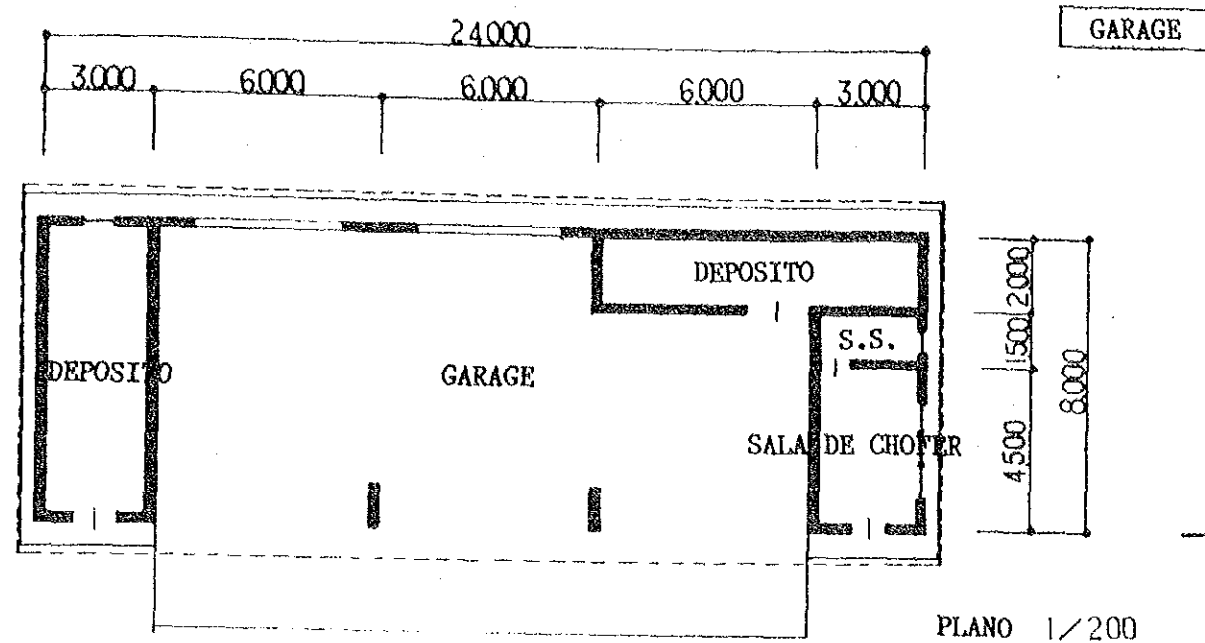 24.000
GARAGE
3.000 6.000 6.000 6.000 3.000
DEPOSITO
2.000
S.S.
1.500
DEPOSITO
GARAGE
8.000
SALA DE CHOFER
4.500
PLANO 1/200